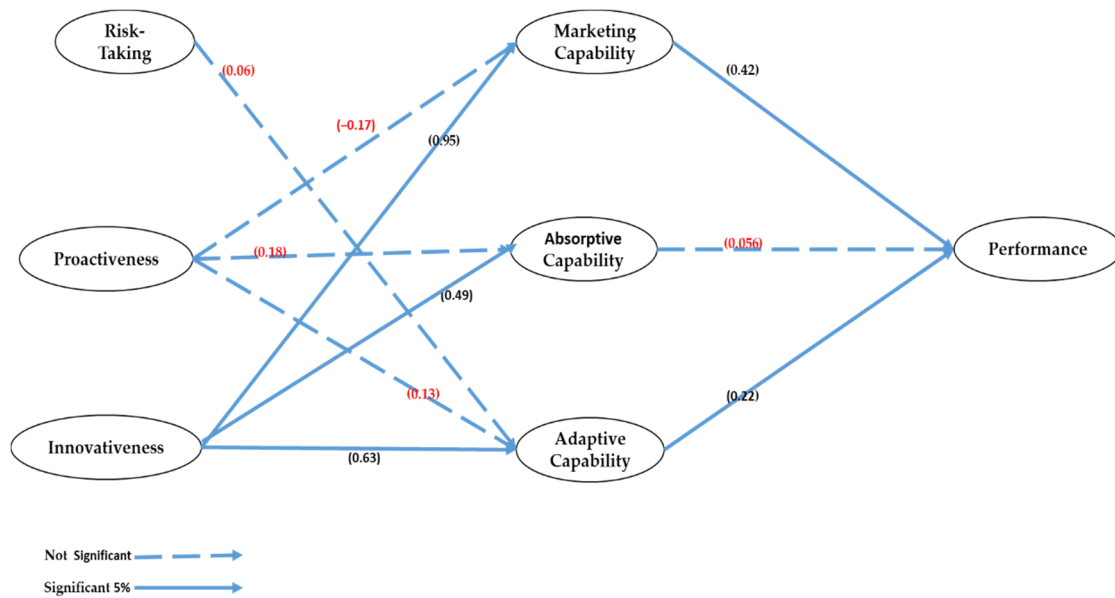 Risk-
Taking
Marketing
Capability
(0.06)
(0.42)
(−0.17)
(0.95)
Proactiveness
(0.18)
Absorptive
Capability
(0.056)
Performance
(0.49)
(0.13)
(0.22)
Innovativeness
(0.63)
Adaptive
Capability
Not Significant
Significant 5%